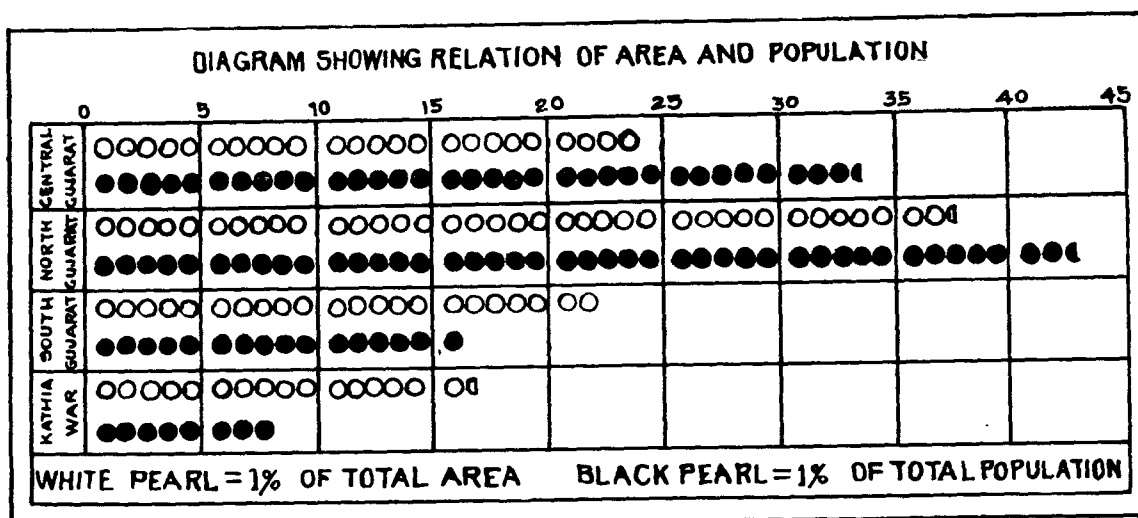 DIAGRAM SHOWING RELATION OF AREA AND POPULATION
0 5 10 15 20 25 30 35 40 45
CENTRAL
GUJARAT
NORTH
GUJARAT
SOUTH
GUJARAT
KATHIA
WAR
WHITE PEARL = 1% OF TOTAL AREA BLACK PEARL = 1% OF TOTAL POPULATION